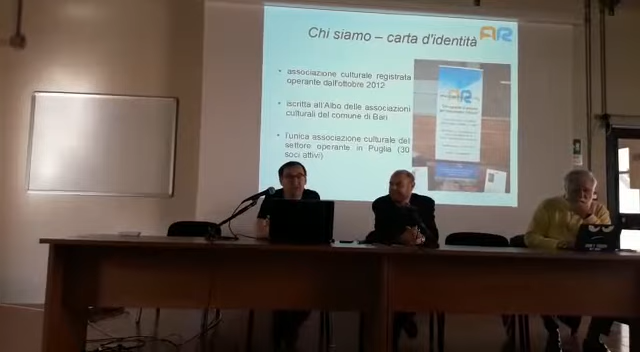 Chi siamo – carta d'identità
AR
• associazione culturale registrata
operante dall'ottobre 2012
• iscritta all'Albo delle associazioni
culturali del comune di Bari
• l'unica associazione culturale del
settore operante in Puglia (30
soci attivi)
AR